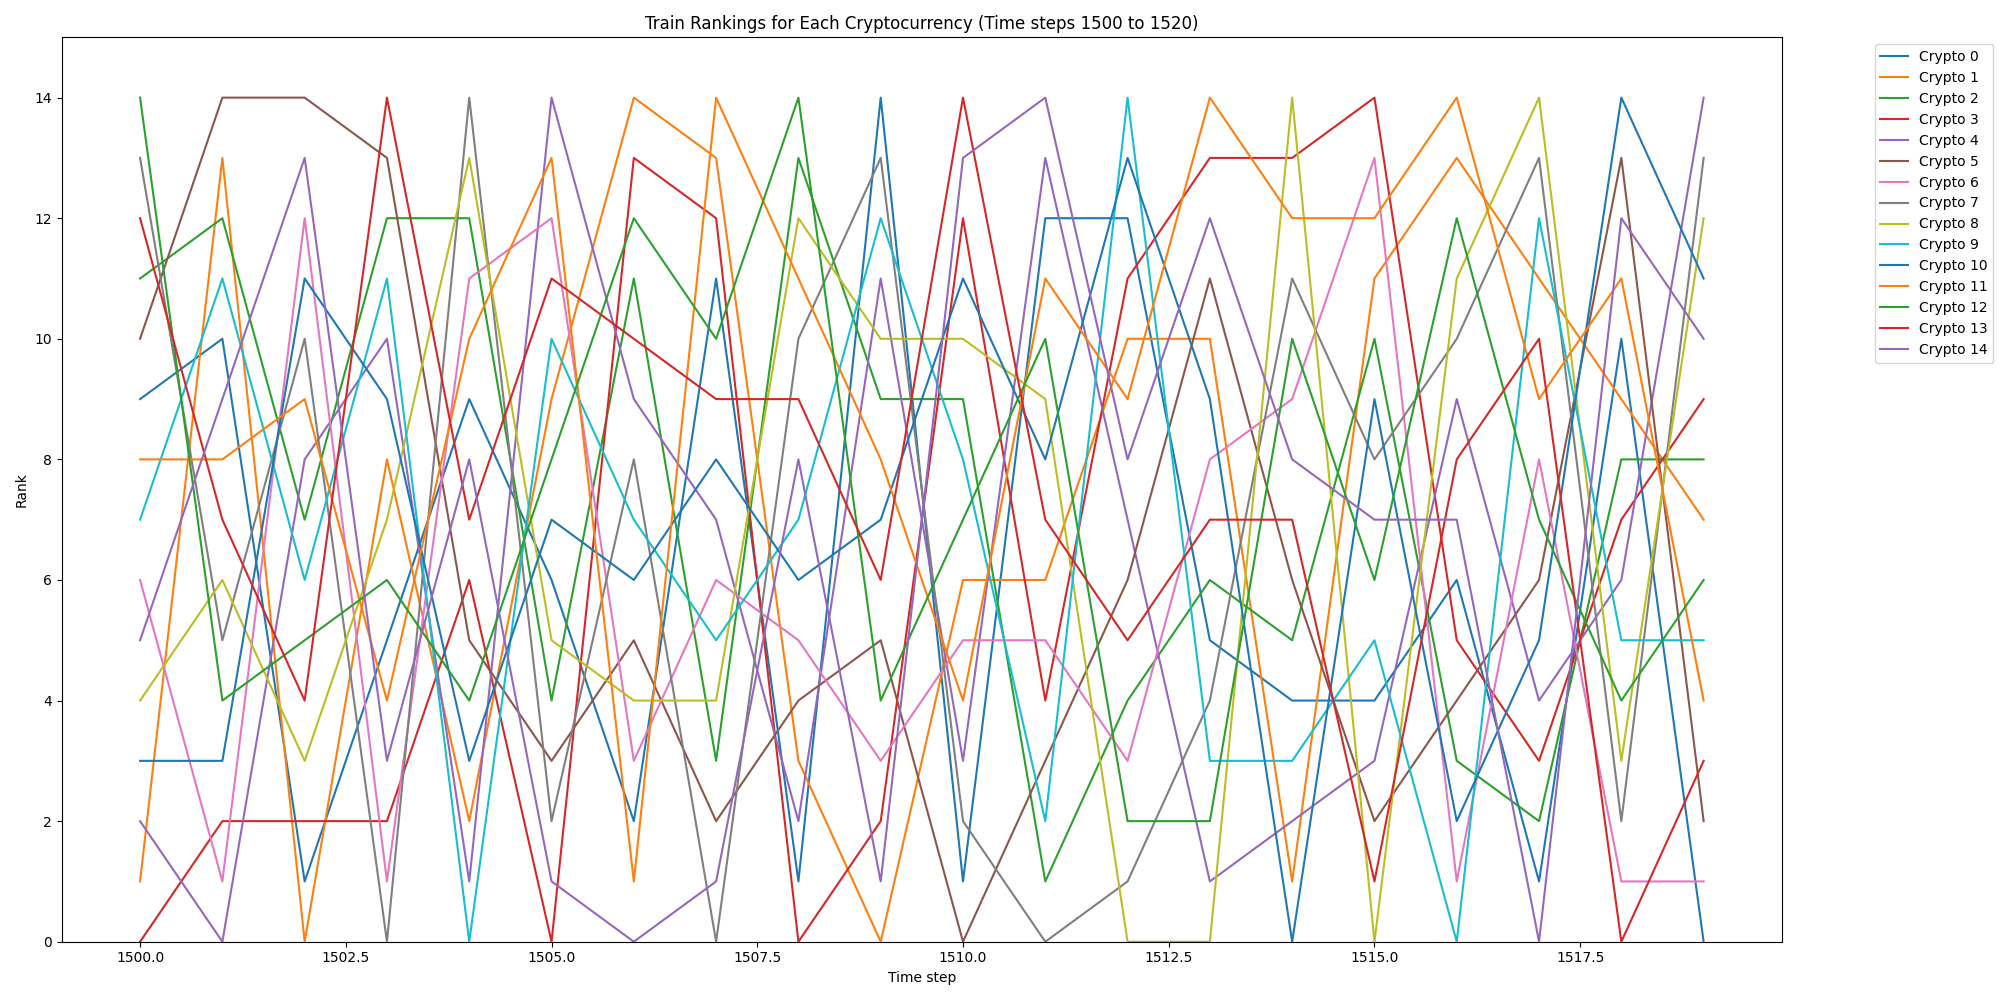 Train Rankings for Each Cryptocurrency (Time steps 1500 to 1520)
Rank
14
12
10
8
6
4
2
0
1500.0 1502.5 1505.0 1507.5 1510.0 1512.5 1515.0 1517.5
Time step
Crypto 0
Crypto 1
Crypto 2
Crypto 3
Crypto 4
Crypto 5
Crypto 6
Crypto 7
Crypto 8
Crypto 9
Crypto 10
Crypto 11
Crypto 12
Crypto 13
Crypto 14